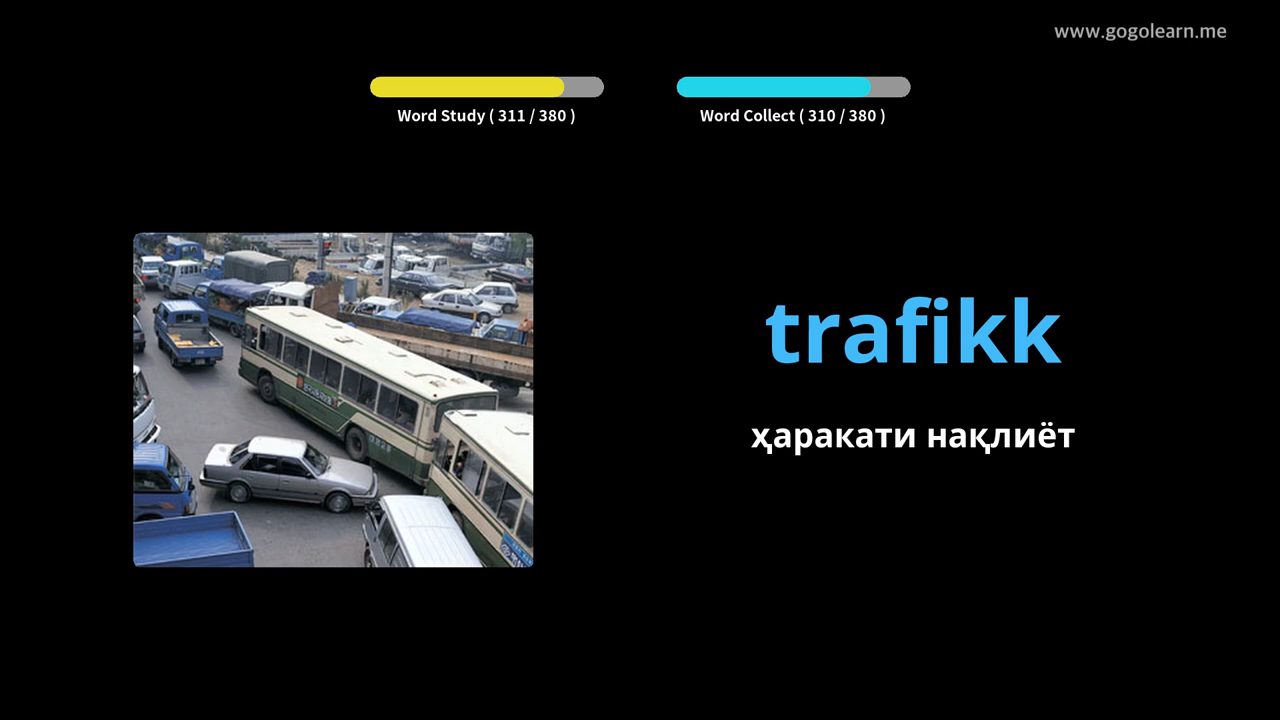 www.gogolearn.me
Word Study ( 311 / 380 )
Word Collect ( 310 / 380 )
trafikk
ҳаракати нақлиёт